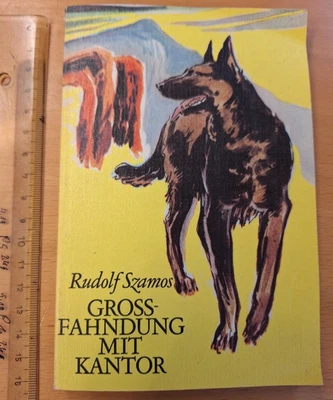 Rudolf Szamos
GROSS-
FAHNDUNG
MIT
KANTOR